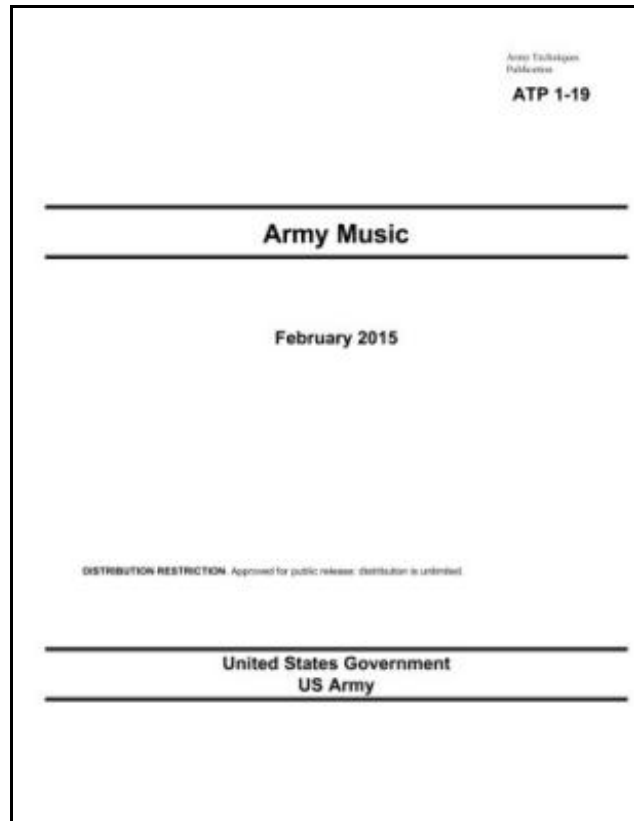 Army Techniques
Publication
ATP 1-19
Army Music
February 2015
DISTRIBUTION RESTRICTION. Approved for public release: distribution is unlimited.
United States Government
US Army